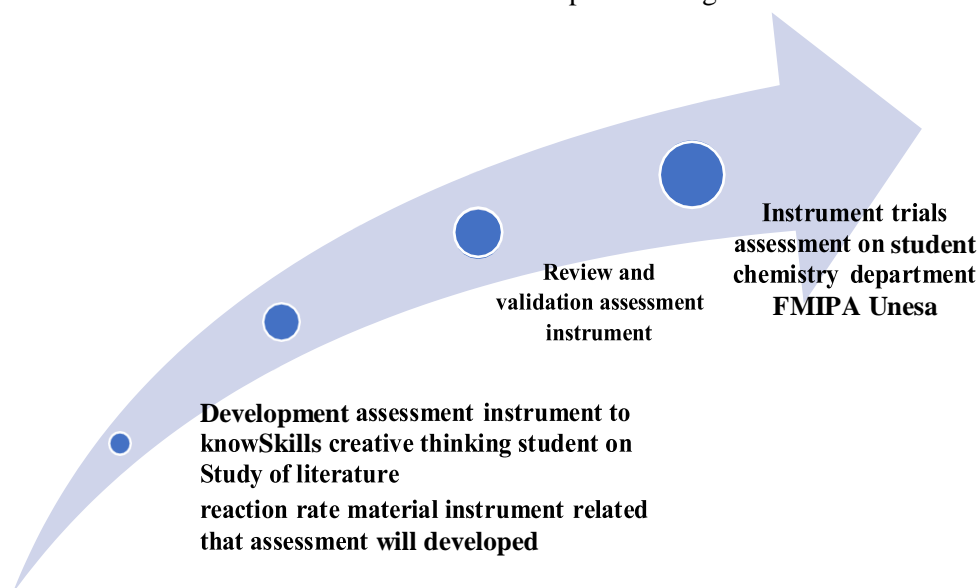 Instrument trials
assessment on student
chemistry department
FMIPA Unesa
Review and
validation assessment
instrument
Development assessment instrument to
knowSkills creative thinking student on
Study of literature
reaction rate material instrument related
that assessment will developed